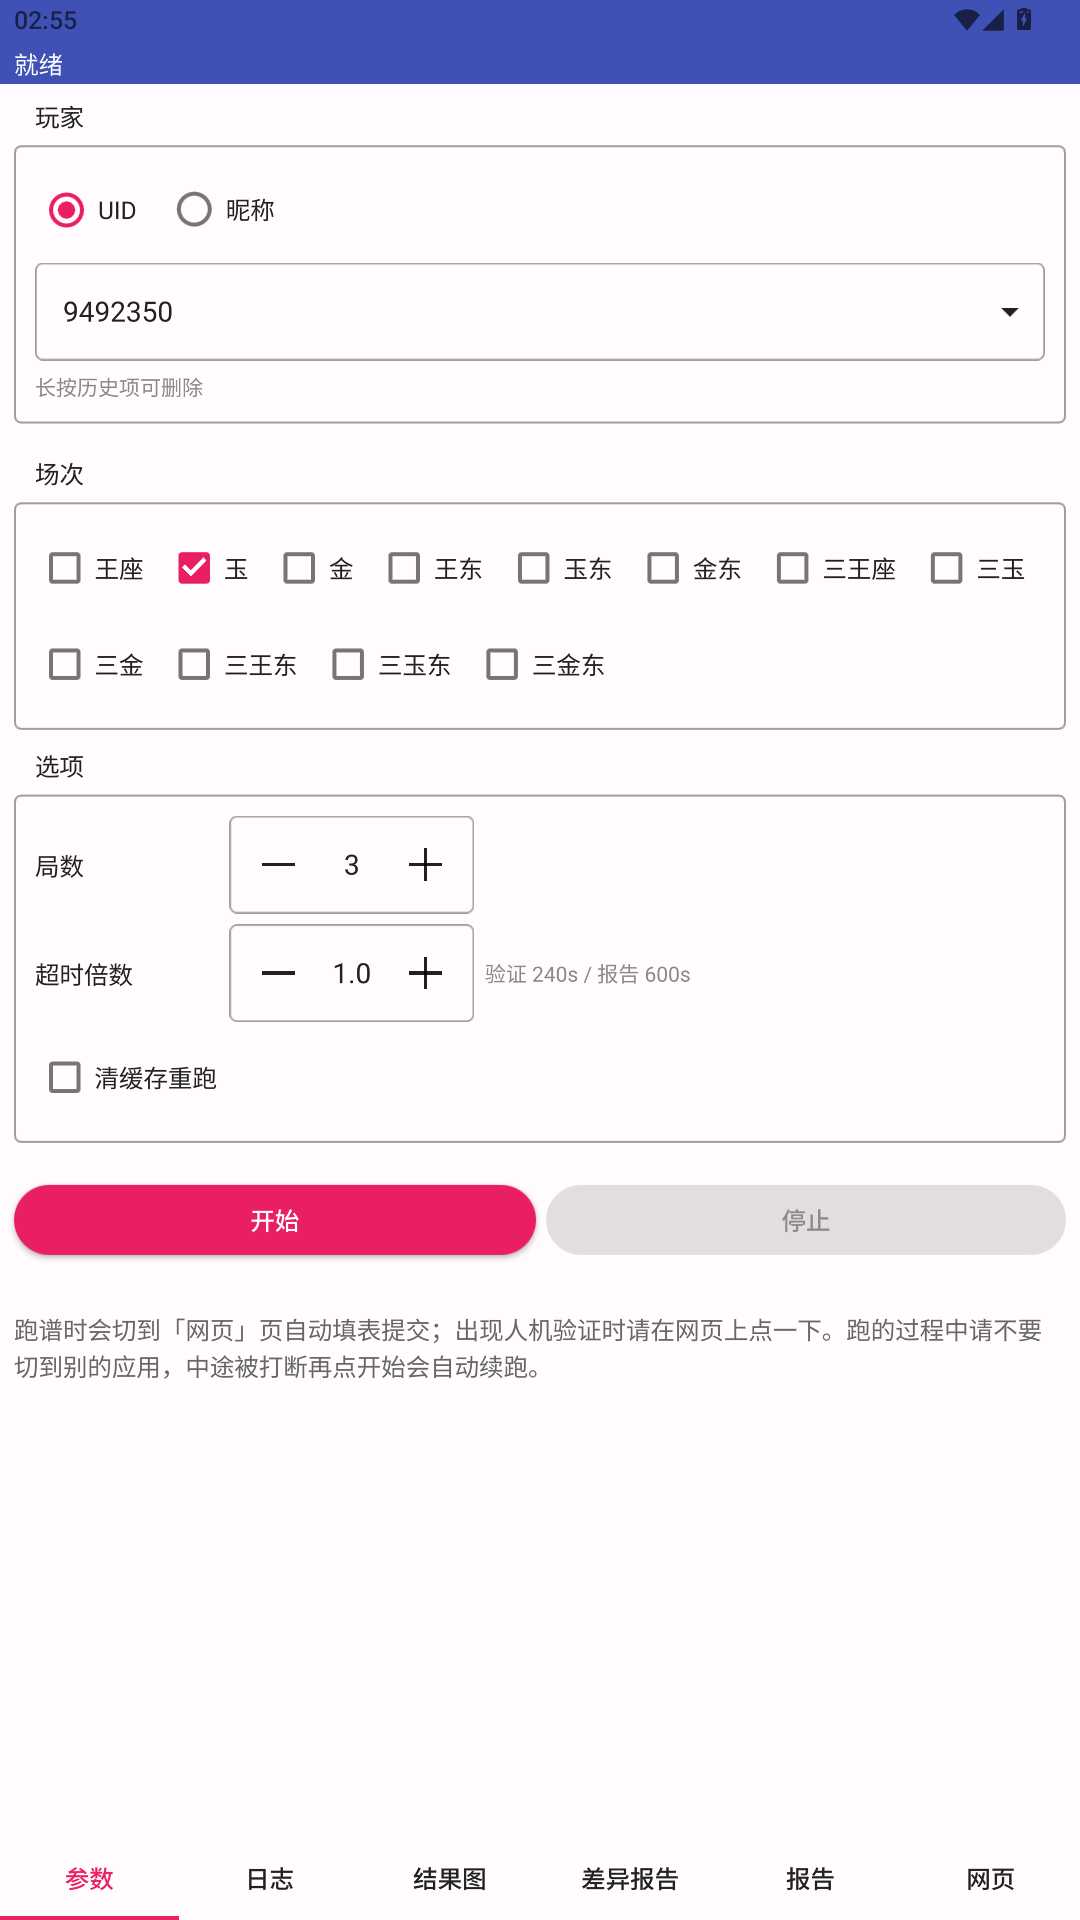 02:55
就绪
玩家
UID 昵称
9492350
长按历史项可删除
场次
王座 玉 金 王东 玉东 金东 三王座 三玉
三金 三王东 三玉东 三金东
选项
局数 3
超时倍数 1.0 验证 240s / 报告 600s
清缓存重跑
开始 停止
跑谱时会切到「网页」页自动填表提交；出现人机验证时请在网页上点一下。跑的过程中请不要
切到别的应用，中途被打断再点开始会自动续跑。
参数 日志 结果图 差异报告 报告 网页